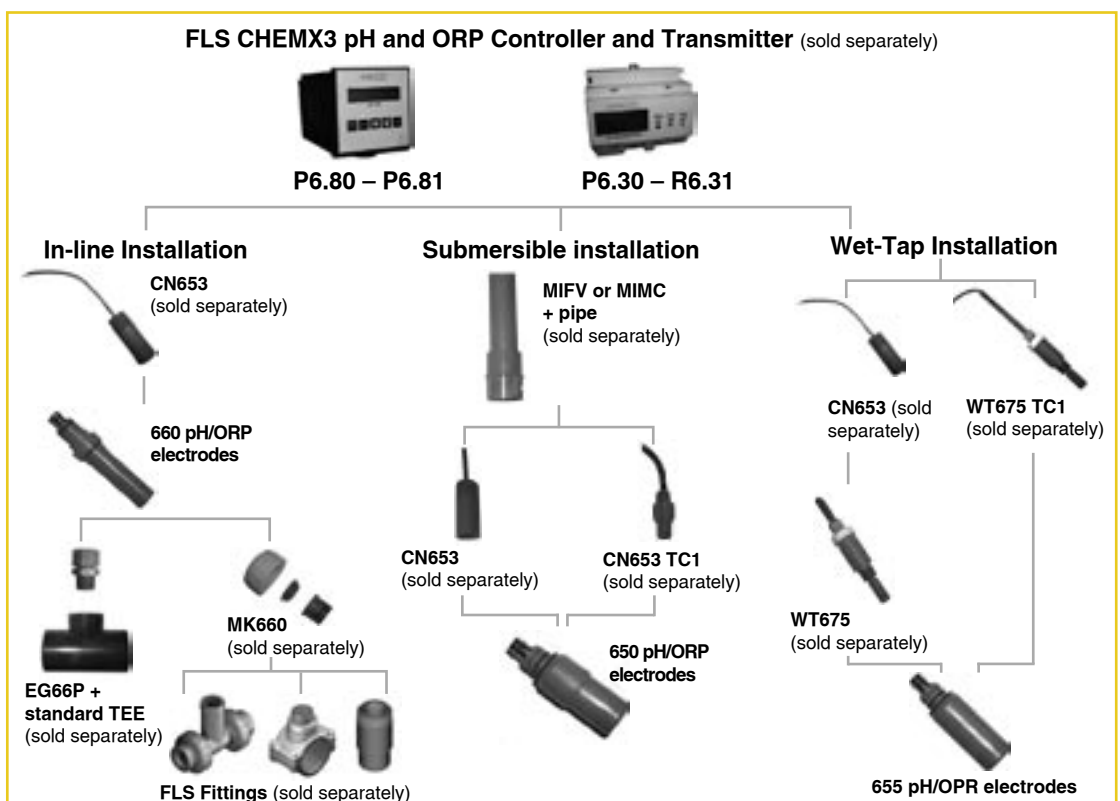 FLS CHEMX3 pH and ORP Controller and Transmitter (sold separately)
P6.80 – P6.81
P6.30 – R6.31
In-line Installation
CN653
(sold separately)
660 pH/ORP
electrodes
EG66P +
standard TEE
(sold separately)
MK660
(sold separately)
FLS Fittings (sold separately)
Submersible installation
MIFV or MIMC
+ pipe
(sold separately)
CN653
(sold separately)
CN653 TC1
(sold separately)
650 pH/ORP
electrodes
Wet-Tap Installation
CN653 (sold
separately)
WT675 TC1
(sold separately)
WT675
(sold separately)
655 pH/OPR electrodes